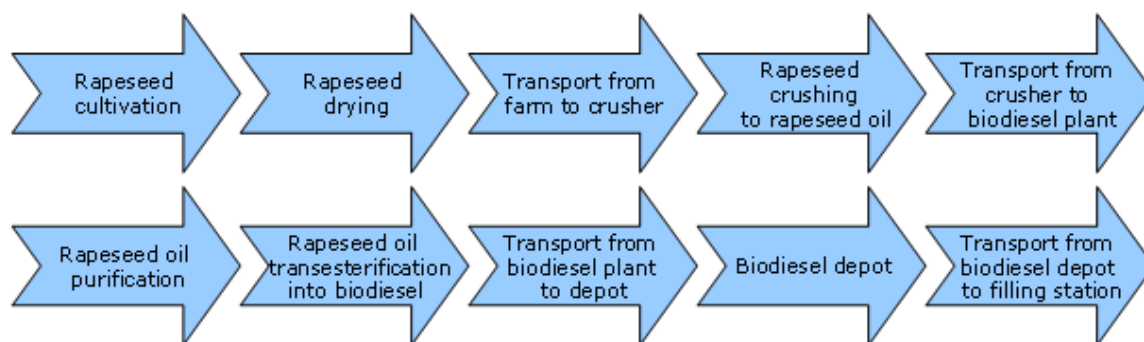 Rapeseed
cultivation
Rapeseed
drying
Transport from
farm to crusher
Rapeseed
crushing
to rapeseed oil
Transport from
crusher to
biodiesel plant
Rapeseed oil
purification
Rapeseed oil
transesterification
into biodiesel
Transport from
biodiesel plant
to depot
Biodiesel depot
Transport from
biodiesel depot
to filling station